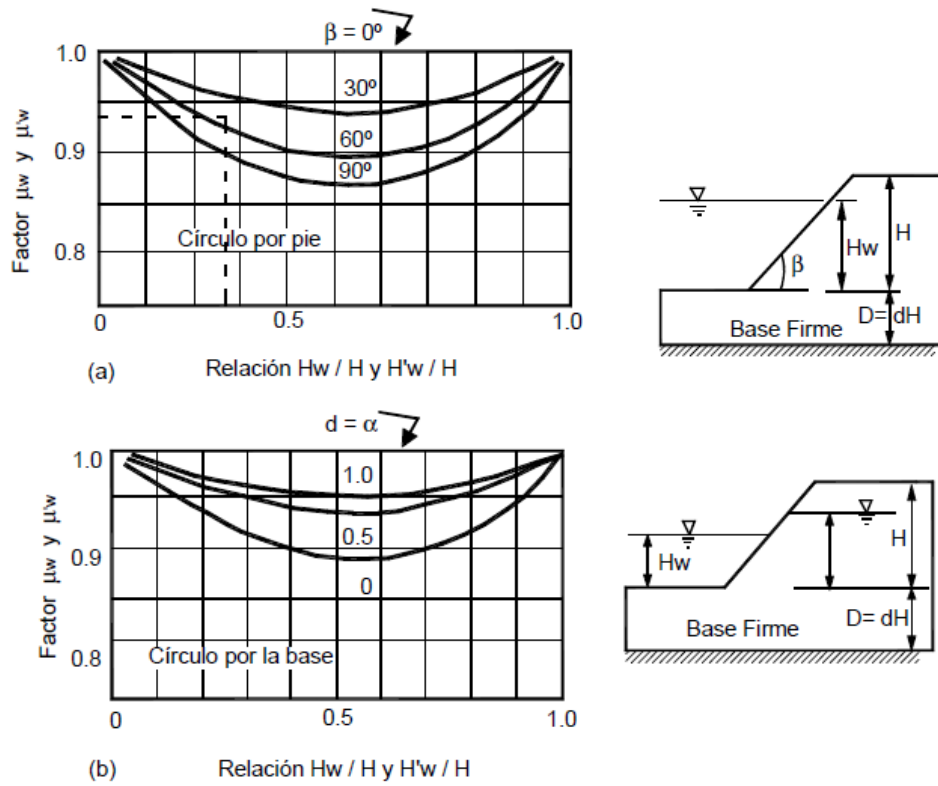 β = 0º
1.0
0.9
0.8
Factor μw y μ'w
30º
60º
90º
Círculo por pie
0
0.5
1.0
(a)
Relación Hw / H y H'w / H
Hw
H
β
D= dH
Base Firme
d = α
1.0
0.9
0.8
Factor μw y μ'w
1.0
0.5
0
Círculo por la base
0
0.5
1.0
(b)
Relación Hw / H y H'w / H
Hw
H
D= dH
Base Firme